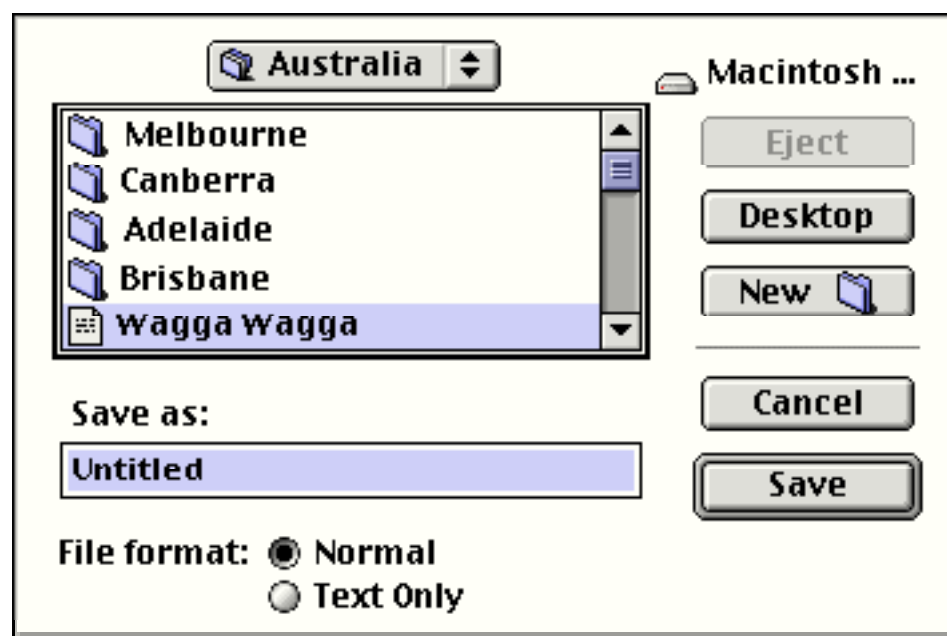 Australia
Macintosh ...
Melbourne
Canberra
Adelaide
Brisbane
Wagga Wagga
Eject
Desktop
New
Save as:
Untitled
Cancel
Save
File format: Normal
Text Only